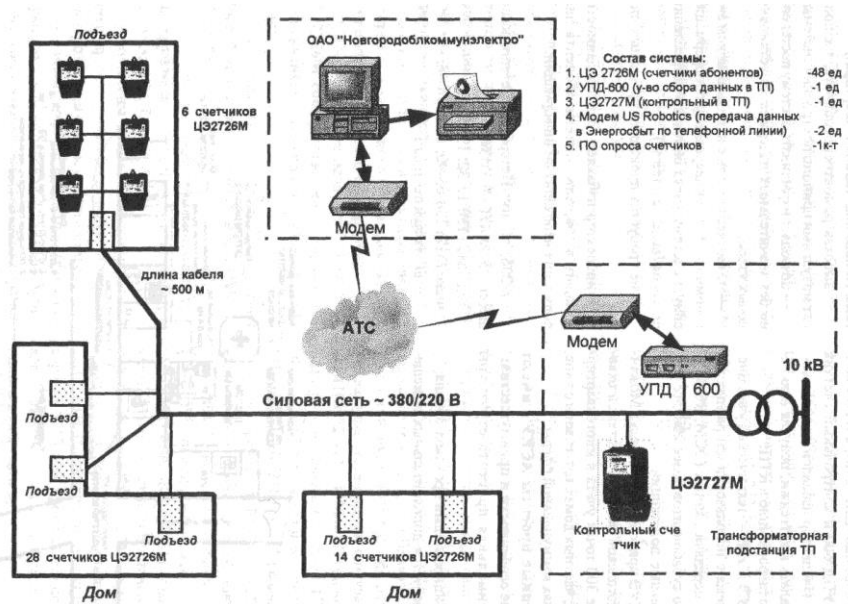 Подъезд
6 счетчиков
ЦЭ2726М
ОАО "Новгородоблкоммунэлектро"
Модем
Состав системы:
1. ЦЭ 2726М (счетчики абонентов) -48 ед
2. УПД-600 (у-во сбора данных в ТП) -1 ед
3. ЦЭ2727М (контрольный в ТП) -1 ед
4. Модем US Robotics (передача данных
в Энергосбыт по телефонной линии) -2 ед
5. ПО опроса счетчиков -1к-т
длина кабеля
~ 500 м
АТС
Модем
УПД 600
10 кВ
Силовая сеть ~ 380/220 В
Подъезд
Подъезд
Подъезд
28 счетчиков ЦЭ2726М
Дом
Подъезд Подъезд
14 счетчиков ЦЭ2726М
Дом
ЦЭ2727М
Контрольный сче
тчик
Трансформаторная
подстанция ТП